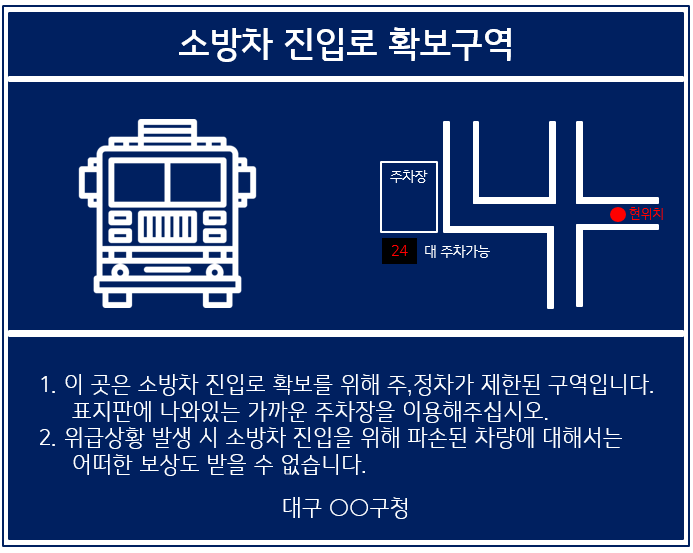 소방차 진입로 확보구역
주차장
현위치
24 대 주차가능
1. 이 곳은 소방차 진입로 확보를 위해 주,정차가 제한된 구역입니다.
표지판에 나와있는 가까운 주차장을 이용해주십시오.
2. 위급상황 발생 시 소방차 진입을 위해 파손된 차량에 대해서는
어떠한 보상도 받을 수 없습니다.
대구 ○○구청